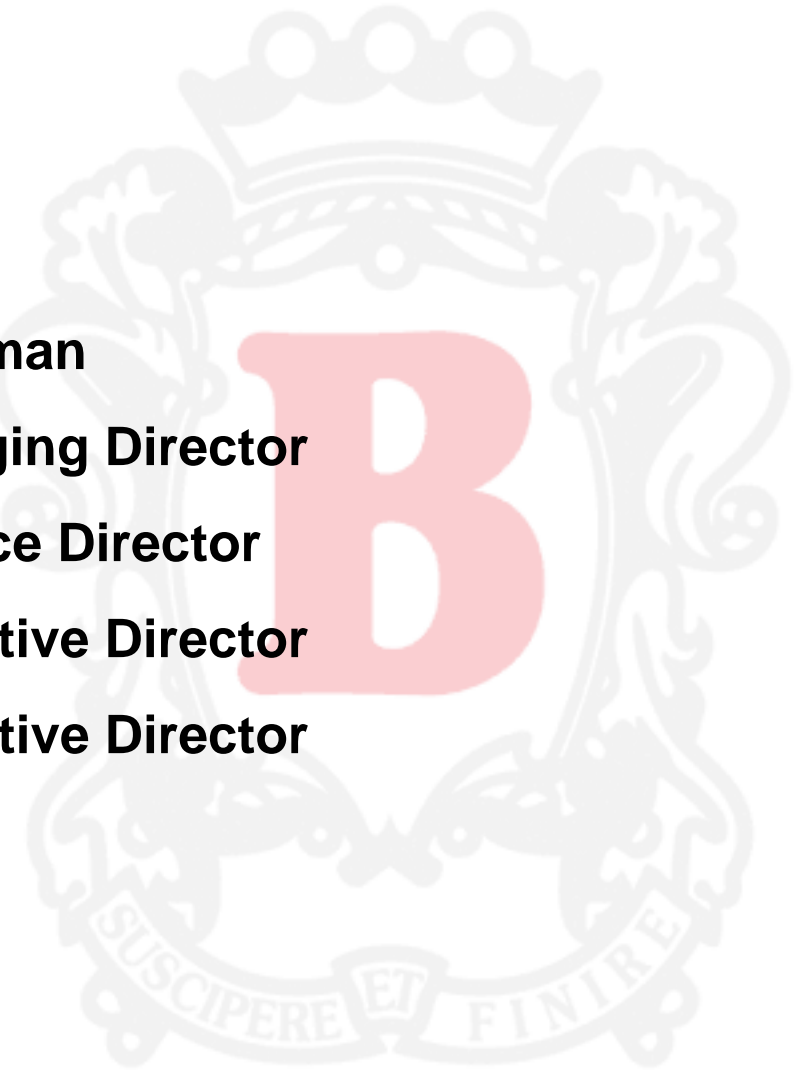 man
ging Director
ce Director
tive Director
tive Director
B
SUSCIPERE ET FINIRE